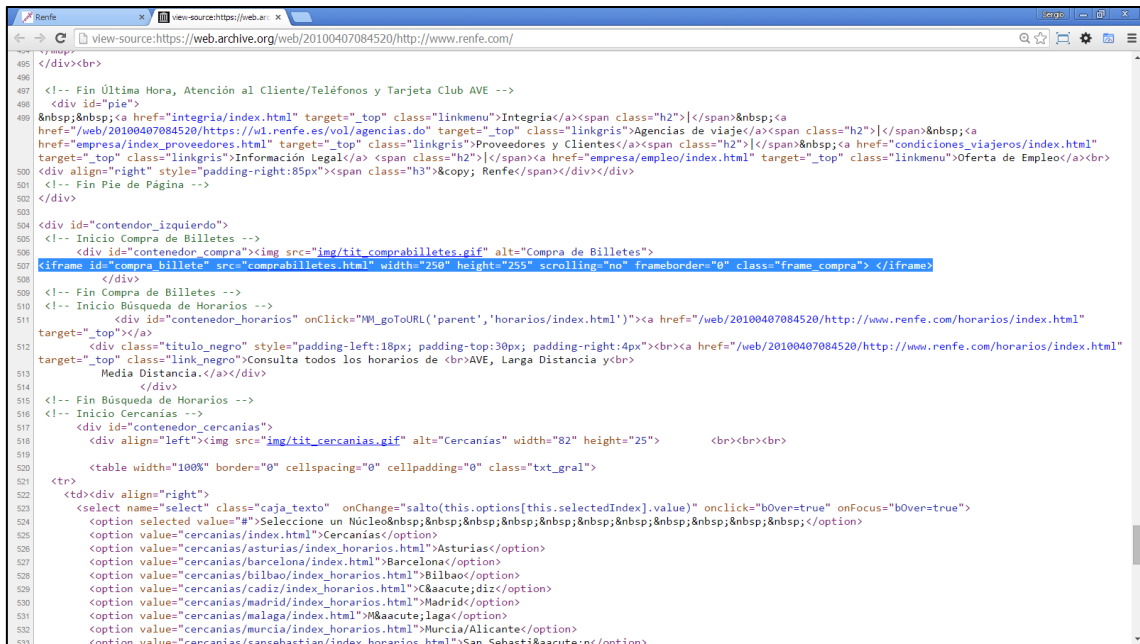 Renfe
view-source:https://web.arc
Sergio
view-source:https://web.archive.org/web/20100407084520/http://www.renfe.com/
494 </map>
495 </div><br>
496
497 <!-- Fin Última Hora, Atención al Cliente/Teléfonos y Tarjeta Club AVE -->
498 <div id="pie">
499 &nbsp;&nbsp;<a href="integria/index.html" target="_top" class="linkmenu">Integria</a><span class="h2">|</span>&nbsp;<a
href="/web/20100407084520/https://w1.renfe.es/vol/agencias.do" target="_top" class="linkgris">Agencias de viaje</a><span class="h2">|</span>&nbsp;<a
href="empresa/index_proveedores.html" target="_top" class="linkgris">Proveedores y Clientes</a><span class="h2">|</span>&nbsp;<a href="condiciones_viajeros/index.html"
target="_top" class="linkgris">Información Legal</a> <span class="h2">|</span><a href="empresa/empleo/index.html" target="_top" class="linkmenu">Oferta de Empleo</a><br>
500 <div align="right" style="padding-right:85px"><span class="h3">&copy; Renfe</span></div></div>
501 <!-- Fin Pie de Página -->
502 </div>
503
504 <div id="contendor_izquierdo">
505 <!-- Inicio Compra de Billetes -->
506 <div id="contenedor_compra"><img src="img/tit_comprabilletes.gif" alt="Compra de Billetes">
507 <iframe id="compra_billete" src="comprabilletes.html" width="250" height="255" scrolling="no" frameborder="0" class="frame_compra"> </iframe>
508 </div>
509 <!-- Fin Compra de Billetes -->
510 <!-- Inicio Búsqueda de Horarios -->
511 <div id="contenedor_horarios" onClick="MM_goToURL('parent','horarios/index.html')"><a href="/web/20100407084520/http://www.renfe.com/horarios/index.html"
target="_top"></a>
512 <div class="titulo_negro" style="padding-left:18px; padding-top:30px; padding-right:4px"><br><a href="/web/20100407084520/http://www.renfe.com/horarios/index.html"
target="_top" class="link_negro">Consulta todos los horarios de <br>AVE, Larga Distancia y<br>
513 Media Distancia.</a></div>
514 </div>
515 <!-- Fin Búsqueda de Horarios -->
516 <!-- Inicio Cercanías -->
517 <div id="contenedor_cercanias">
518 <div align="left"><img src="img/tit_cercanias.gif" alt="Cercanías" width="82" height="25"> <br><br><br>
519
520 <table width="100%" border="0" cellspacing="0" cellpadding="0" class="txt_gral">
521 <tr>
522 <td><div align="right">
523 <select name="select" class="caja_texto" onChange="salto(this.options[this.selectedIndex].value)" onclick="bOver=true" onFocus="bOver=true">
524 <option selected value="#">Seleccione un Núcleo&nbsp;&nbsp;&nbsp;&nbsp;&nbsp;&nbsp;&nbsp;&nbsp;&nbsp;&nbsp;</option>
525 <option value="cercanias/index.html">Cercanías</option>
526 <option value="cercanias/asturias/index_horarios.html">Asturias</option>
527 <option value="cercanias/barcelona/index.html">Barcelona</option>
528 <option value="cercanias/bilbao/index_horarios.html">Bilbao</option>
529 <option value="cercanias/cadiz/index_horarios.html">C&aacute;diz</option>
530 <option value="cercanias/madrid/index_horarios.html">Madrid</option>
531 <option value="cercanias/malaga/index.html">M&aacute;laga</option>
532 <option value="cercanias/murcia/index_horarios.html">Murcia/Alicante</option>
533 <option value="cercanias/sansebastian/index_horarios.html">San Sebasti&aacute;n</option>